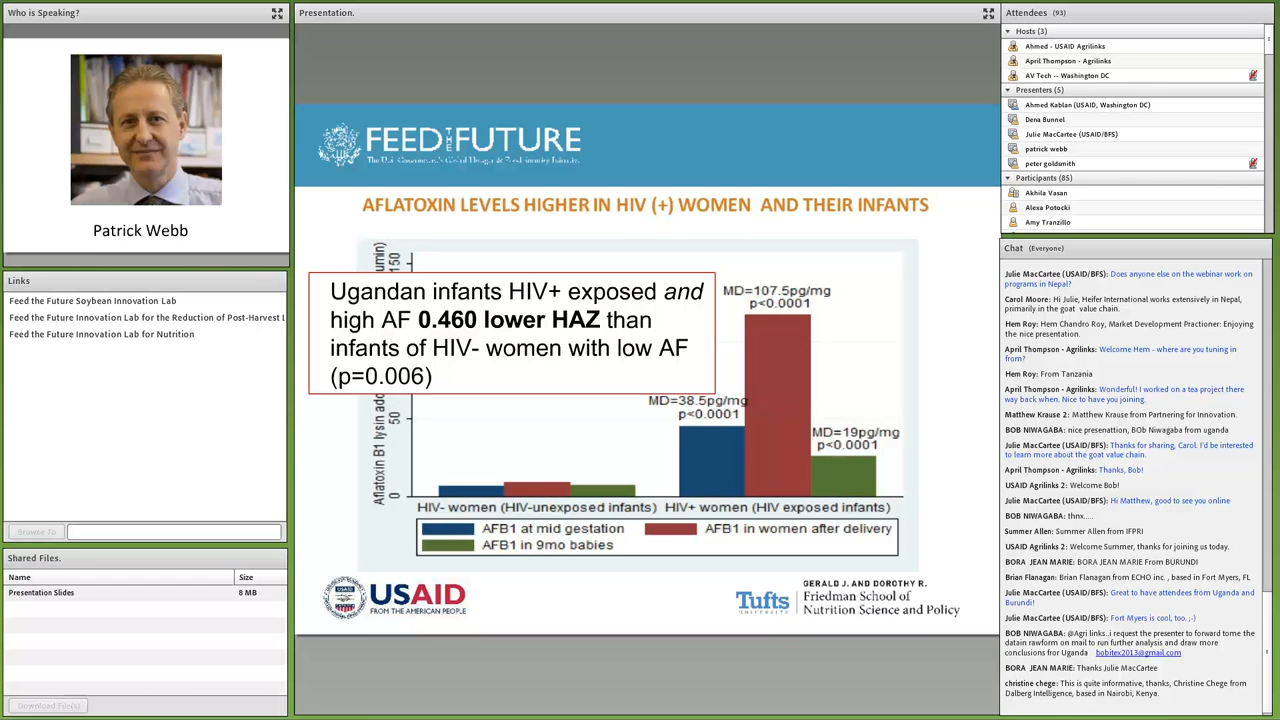 Who is Speaking?
Patrick Webb
Links
Feed the Future Soybean Innovation Lab
Feed the Future Innovation Lab for the Reduction of Post-Harvest L
Feed the Future Innovation Lab for Nutrition
Browse To
Shared Files.
Name Size
Presentation Slides 8 MB
Download File(s)
Presentation.
FEED THE FUTURE
The U.S. Government's Global Hunger & Food Security Initiative
AFLATOXIN LEVELS HIGHER IN HIV (+) WOMEN AND THEIR INFANTS
Ugandan infants HIV+ exposed and
high AF 0.460 lower HAZ than
infants of HIV- women with low AF
(p=0.006)
Aflatoxin B1 lysin
150
50
0
MD=107.5pg/mg
p<0.0001
MD=38.5pg/mg
p<0.0001
MD=19pg/mg
p<0.0001
HIV- women (HIV-unexposed infants) HIV+ women (HIV exposed infants)
AFB1 at mid gestation AFB1 in women after delivery
AFB1 in 9mo babies
USAID
FROM THE AMERICAN PEOPLE
Tufts
UNIVERSITY
GERALD J. AND DOROTHY R.
Friedman School of
Nutrition Science and Policy
Attendees (93)
Hosts (3)
Ahmed - USAID Agrilinks
April Thompson - Agrilinks
AV Tech -- Washington DC
Presenters (5)
Ahmed Kablan (USAID, Washington DC)
Dena Bunnel
Julie MacCartee (USAID/BFS)
patrick webb
peter goldsmith
Participants (85)
Akhila Vasan
Alexa Potocki
Amy Tranzillo
Chat (Everyone)
Julie MacCartee (USAID/BFS): Does anyone else on the webinar work on
programs in Nepal?
Carol Moore: Hi Julie, Heifer International works extensively in Nepal,
primarily in the goat value chain.
Hem Roy: Hem Chandro Roy, Market Development Practioner: Enjoying
the nice presentation.
April Thompson - Agrilinks: Welcome Hem - where are you tuning in
from?
Hem Roy: From Tanzania
April Thompson - Agrilinks: Wonderful! I worked on a tea project there
way back when. Nice to have you joining.
Matthew Krause 2: Matthew Krause from Partnering for Innovation.
BOB NIWAGABA: nice presenattion, BOb Niwagaba from uganda
Julie MacCartee (USAID/BFS): Thanks for sharing, Carol. I'd be interested
to learn more about the goat value chain.
April Thompson - Agrilinks: Thanks, Bob!
USAID Agrilinks 2: Welcome Bob!
Julie MacCartee (USAID/BFS): Hi Matthew, good to see you online
BOB NIWAGABA: thnx.....
Summer Allen: Summer Allen from IFPRI
USAID Agrilinks 2: Welcome Summer, thanks for joining us today.
BORA JEAN MARIE: BORA JEAN MARIE From BURUNDI
Brian Flanagan: Brian Flanagan from ECHO inc. , based in Fort Myers, FL
Julie MacCartee (USAID/BFS): Great to have attendees from Uganda and
Burundi!
Julie MacCartee (USAID/BFS): Fort Myers is cool, too. ;-)
BOB NIWAGABA: @Agri links..i request the presenter to forward tome the
datain rawform on mail to run further analysis and draw more
conclusions fror Uganda bobitex2013@gmail.com
BORA JEAN MARIE: Thanks Julie MacCartee
christine chege: This is quite informative, thanks, Christine Chege from
Dalberg Intelligence, based in Nairobi, Kenya.